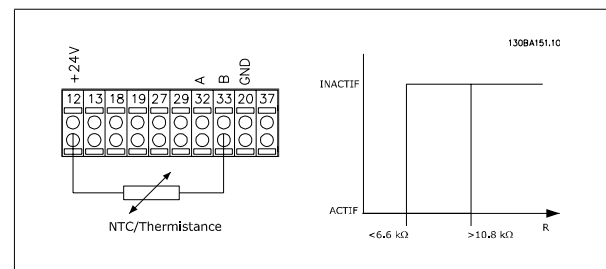 130BA151.10
+24V
A
B
GND
12 13 18 19 27 29 32 33 20 37
NTC/Thermistance
INACTIF
ACTIF
<6.6 kΩ
>10.8 kΩ
R